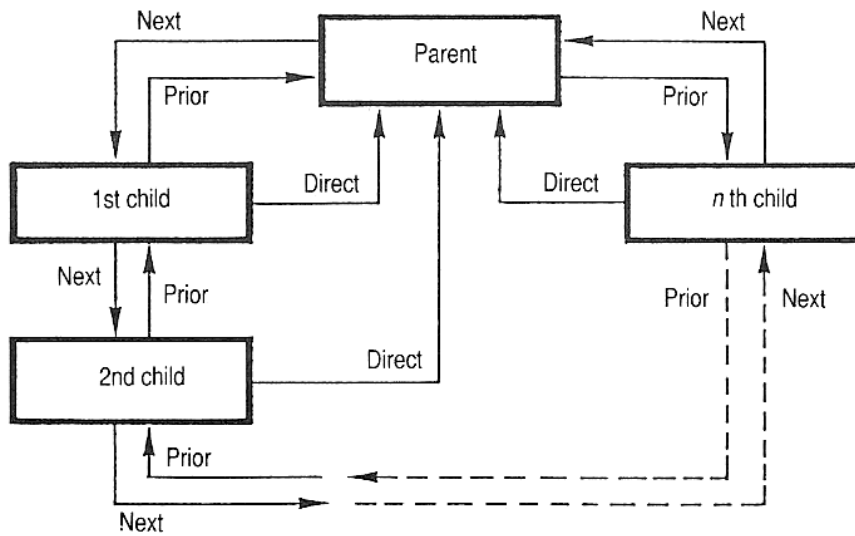 Next
Parent
Next
Prior
Prior
1st child
Direct
Direct
n th child
Next
Prior
Prior
Next
2nd child
Direct
Prior
Next